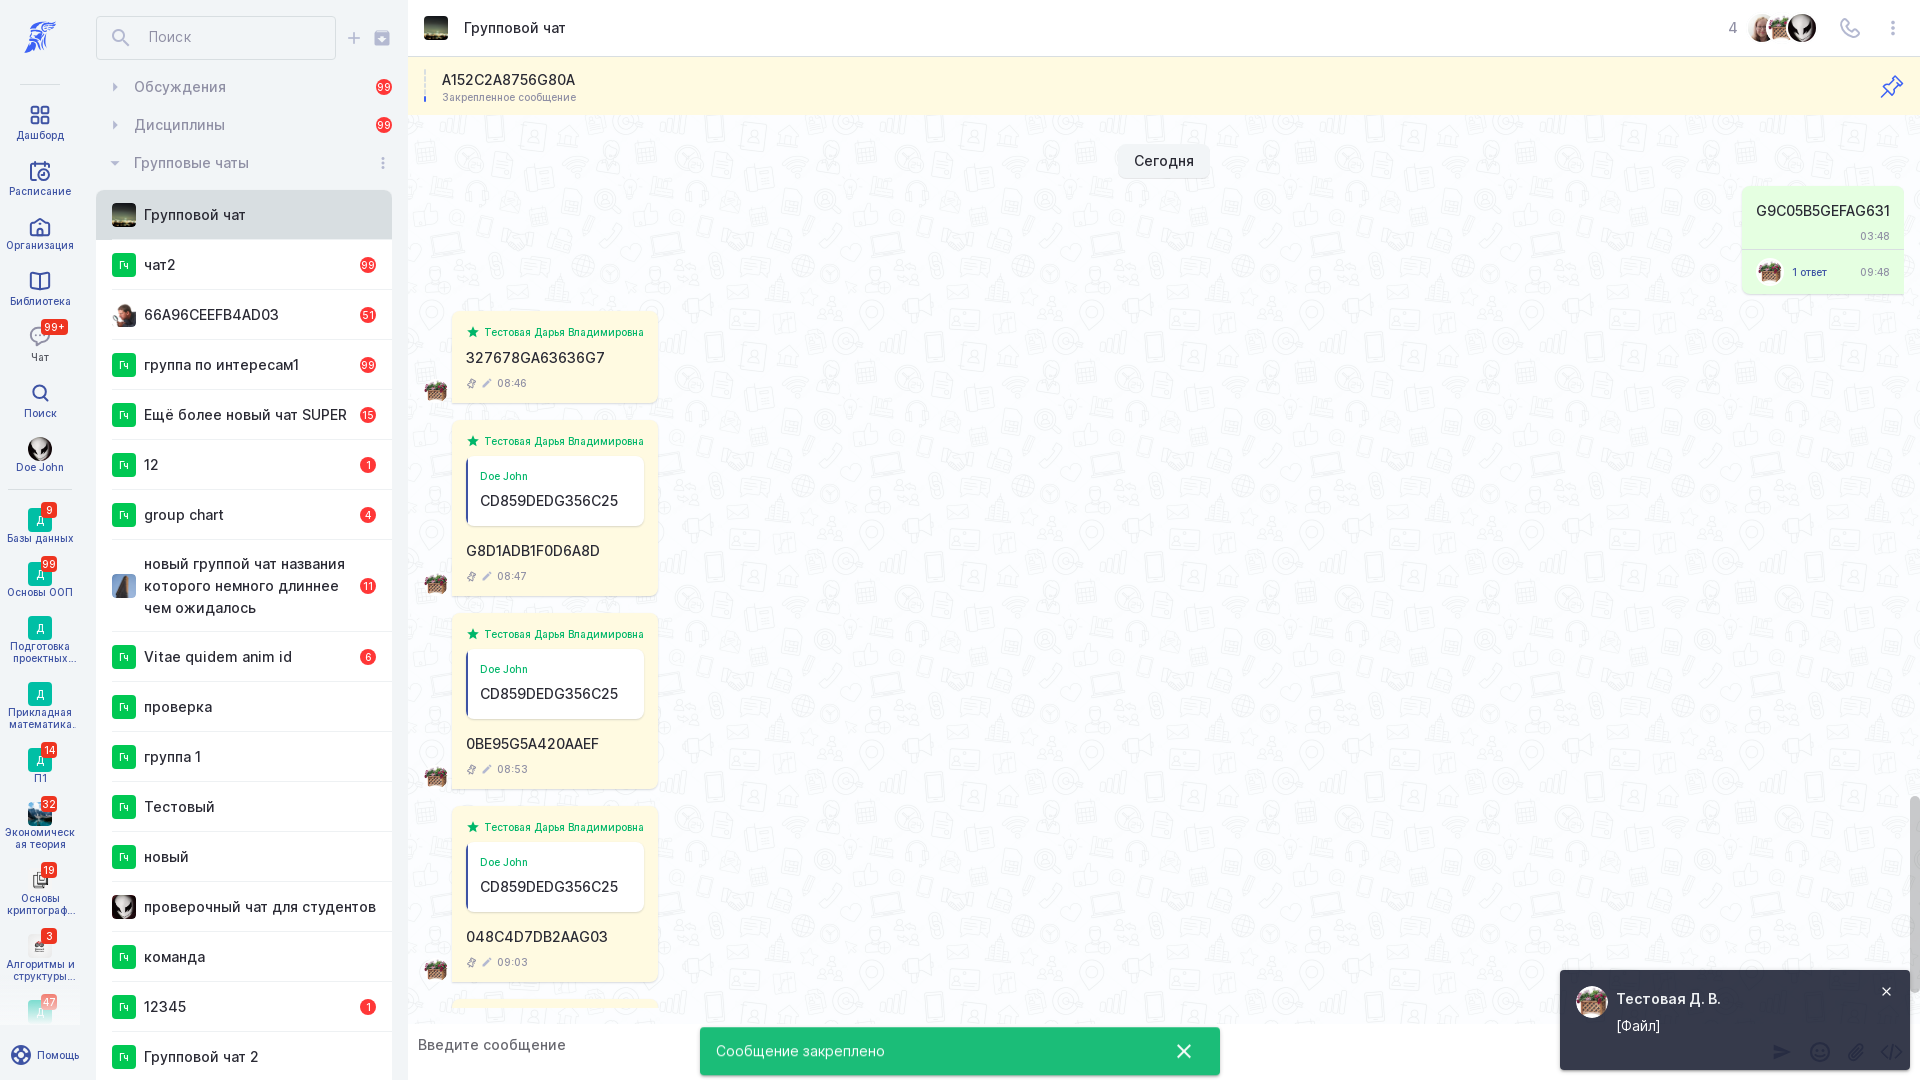 Дашборд
Расписание
Организация
Библиотека
99+
Чат
Поиск
Doe John
9
Д
Базы данных
99
Д
Основы ООП
Д
Подготовка
проектных...
Д
Прикладная
математика..
14
Д
П1
32
Экономическ
ая теория
19
Основы
криптограф...
3
Алгоритмы и
структуры...
47
Д
Помощь
Поиск
Обсуждения
99
Дисциплины
99
Групповые чаты
Групповой чат
Гч
чат2
99
66A96CEEFB4AD03
51
Гч
группа по интересам1
99
Гч
Ещё более новый чат SUPER
15
Гч
12
1
Гч
group chart
4
новый группой чат названия
которого немного длиннее
чем ожидалось
11
Гч
Vitae quidem anim id
6
Гч
проверка
Гч
группа 1
Гч
Тестовый
Гч
новый
проверочный чат для студентов
Гч
команда
Гч
12345
1
Гч
Групповой чат 2
Групповой чат
4
A152C2A8756G80A
Закрепленное сообщение
Сегодня
G9C05B5GEFAG631
03:48
1 ответ
09:48
Тестовая Дарья Владимировна
327678GA63636G7
08:46
Тестовая Дарья Владимировна
Doe John
CD859DEDG356C25
G8D1ADB1F0D6A8D
08:47
Тестовая Дарья Владимировна
Doe John
CD859DEDG356C25
0BE95G5A420AAEF
08:53
Тестовая Дарья Владимировна
Doe John
CD859DEDG356C25
048C4D7DB2AAG03
09:03
Введите сообщение
Сообщение закреплено
Тестовая Д. В.
[Файл]